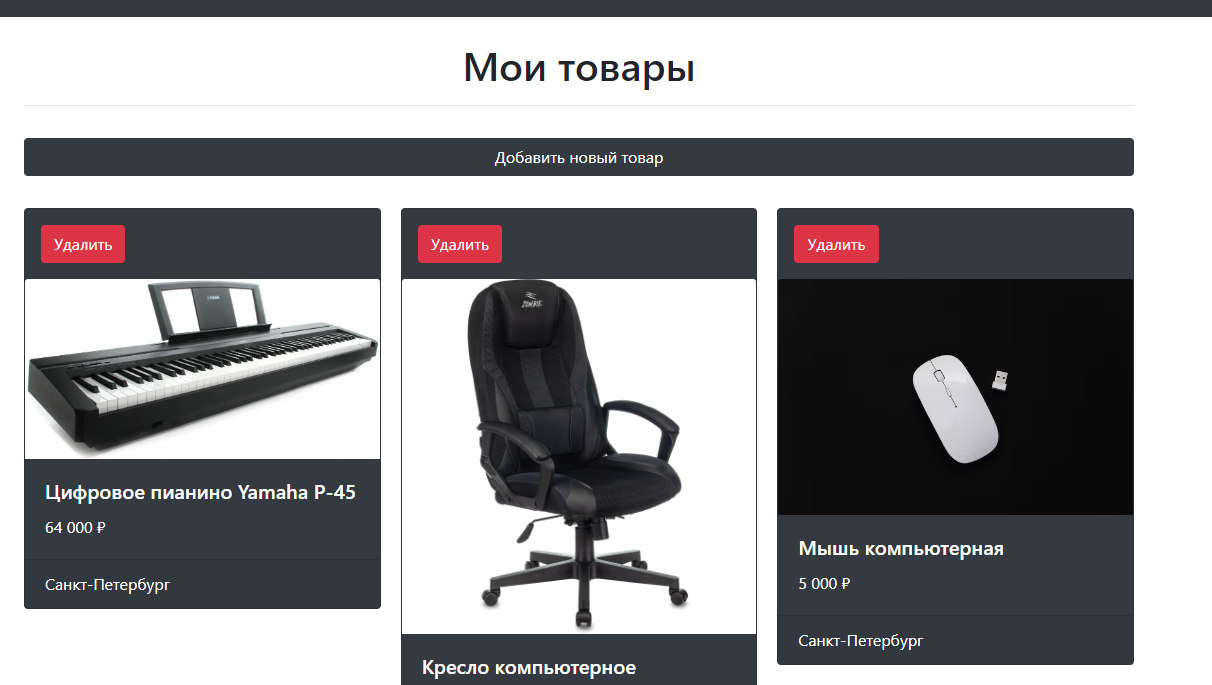 Мои товары
Добавить новый товар
Удалить
Цифровое пианино Yamaha P-45
64 000 ₽
Санкт-Петербург
Удалить
Кресло компьютерное
Удалить
Мышь компьютерная
5 000 ₽
Санкт-Петербург